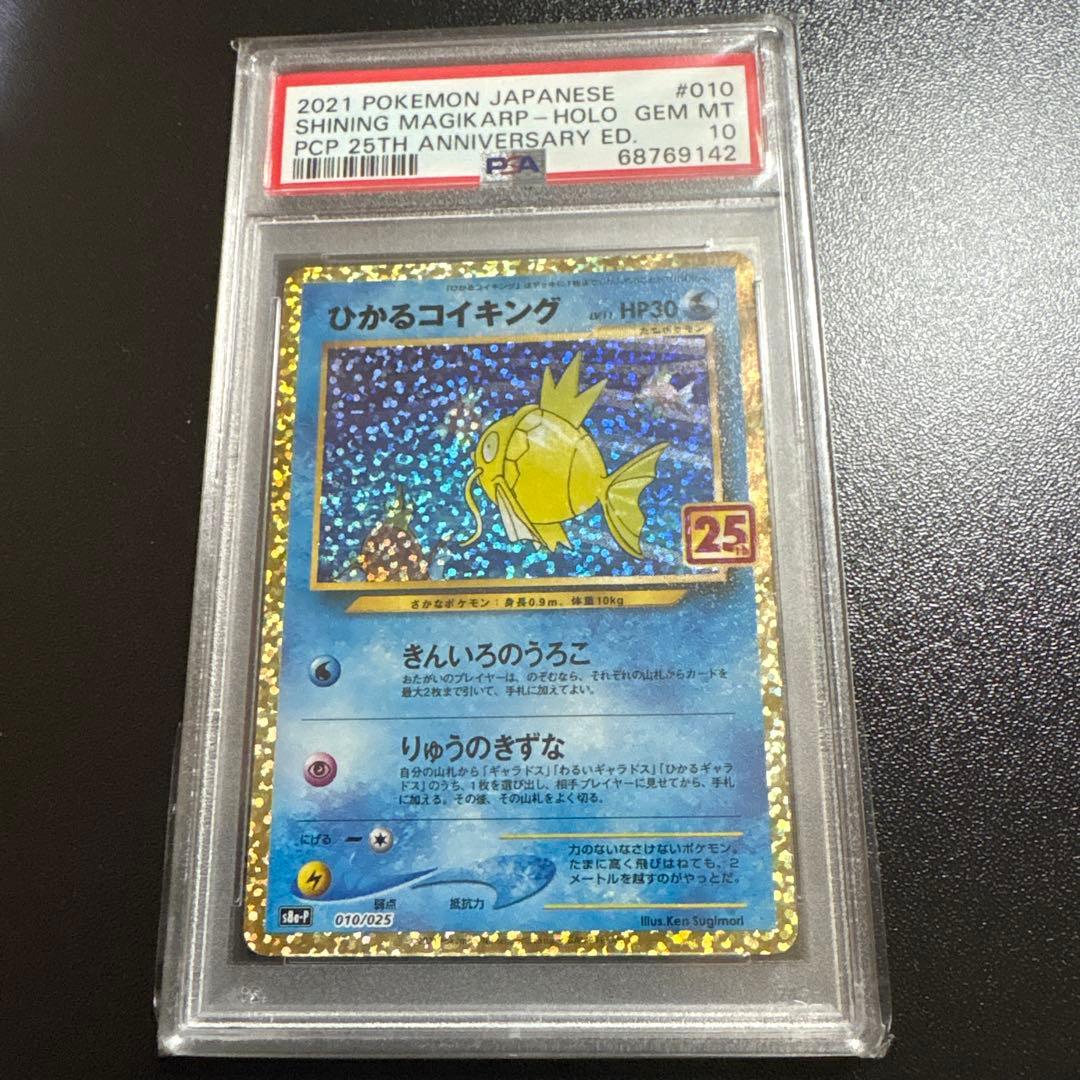 2021 POKEMON JAPANESE #010
SHINING MAGIKARP-HOLO GEM MT
PCP 25TH ANNIVERSARY ED. 10
PSA 68769142
ひかるコイキング LV.11 HP30
たねポケモン
25th
さかなポケモン:身長0.9m、体重10kg
きんいろのうろこ
おたがいのプレイヤーは、のぞむなら、それぞれの山札からカードを
最大2枚まで引いて、手札に加えてよい。
りゅうのきずな
自分の山札から「ギャラドス」「わるいギャラドス」「ひかるギャラ
ドス」のうち、1枚を選び出し、相手プレイヤーに見せてから、手札
に加える。その後、その山札をよく切る。
にげる
力のないなさけないポケモン。
たまに高く飛びはねても、2
メートルを越すのがやっとだ。
弱点 抵抗力
s8a-P 010/025 Illus.Ken Sugimori